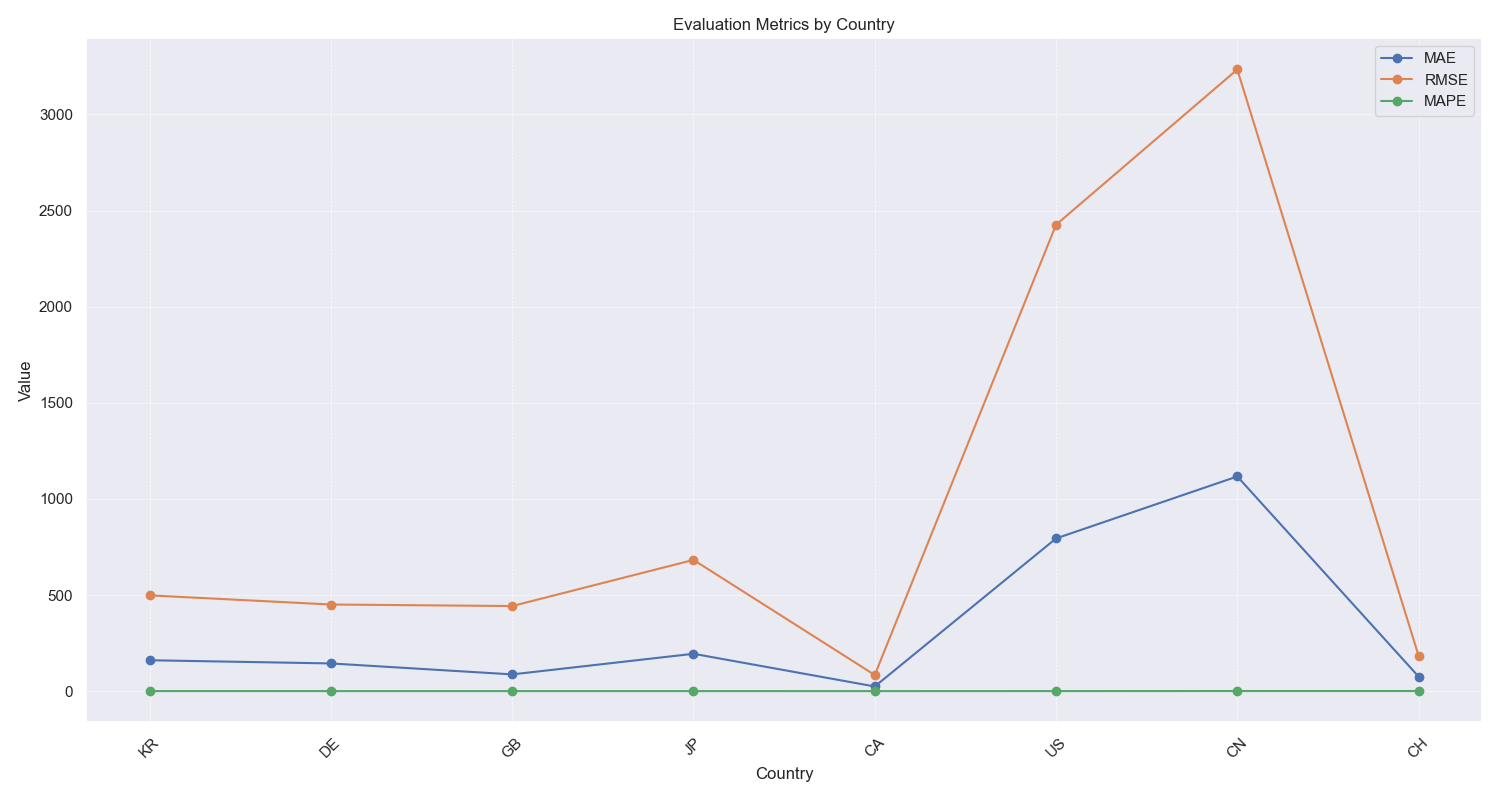 Evaluation Metrics by Country
MAE
RMSE
MAPE
3000
2500
2000
1500
1000
500
0
Value
KR
DE
GB
JP
CA
US
CN
CH
Country